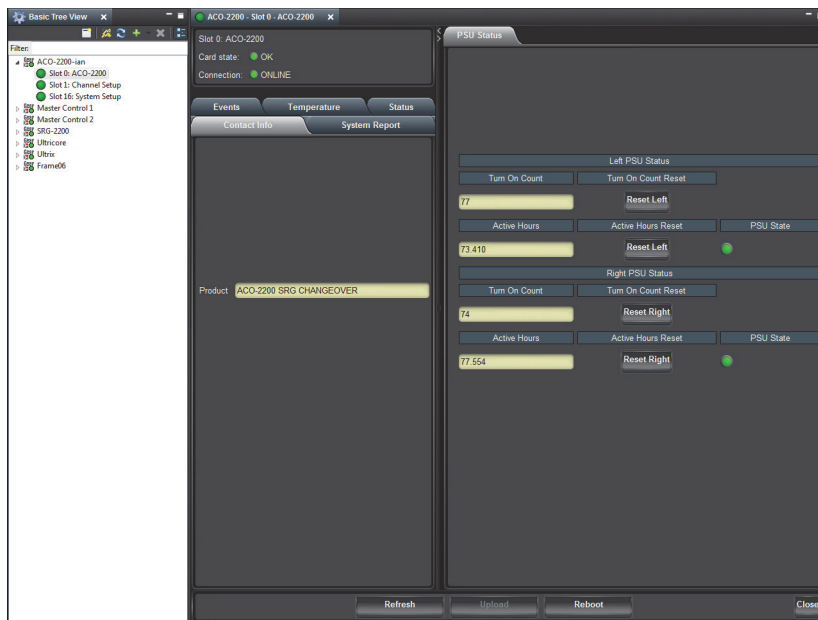 Basic Tree View
Filter:
ACO-2200-ian
Slot 0: ACO-2200
Slot 1: Channel Setup
Slot 16: System Setup
Master Control 1
Master Control 2
SRG-2200
Ultricore
Ultrix
Frame06
ACO-2200 - Slot 0 - ACO-2200
Slot 0: ACO-2200
Card state: OK
Connection: ONLINE
Events Temperature Status
Contact Info System Report
Product ACO-2200 SRG CHANGEOVER
PSU Status
Left PSU Status
Turn On Count Turn On Count Reset
77 Reset Left
Active Hours Active Hours Reset PSU State
73.410 Reset Left
Right PSU Status
Turn On Count Turn On Count Reset
74 Reset Right
Active Hours Active Hours Reset PSU State
77.554 Reset Right
Refresh Upload Reboot Close